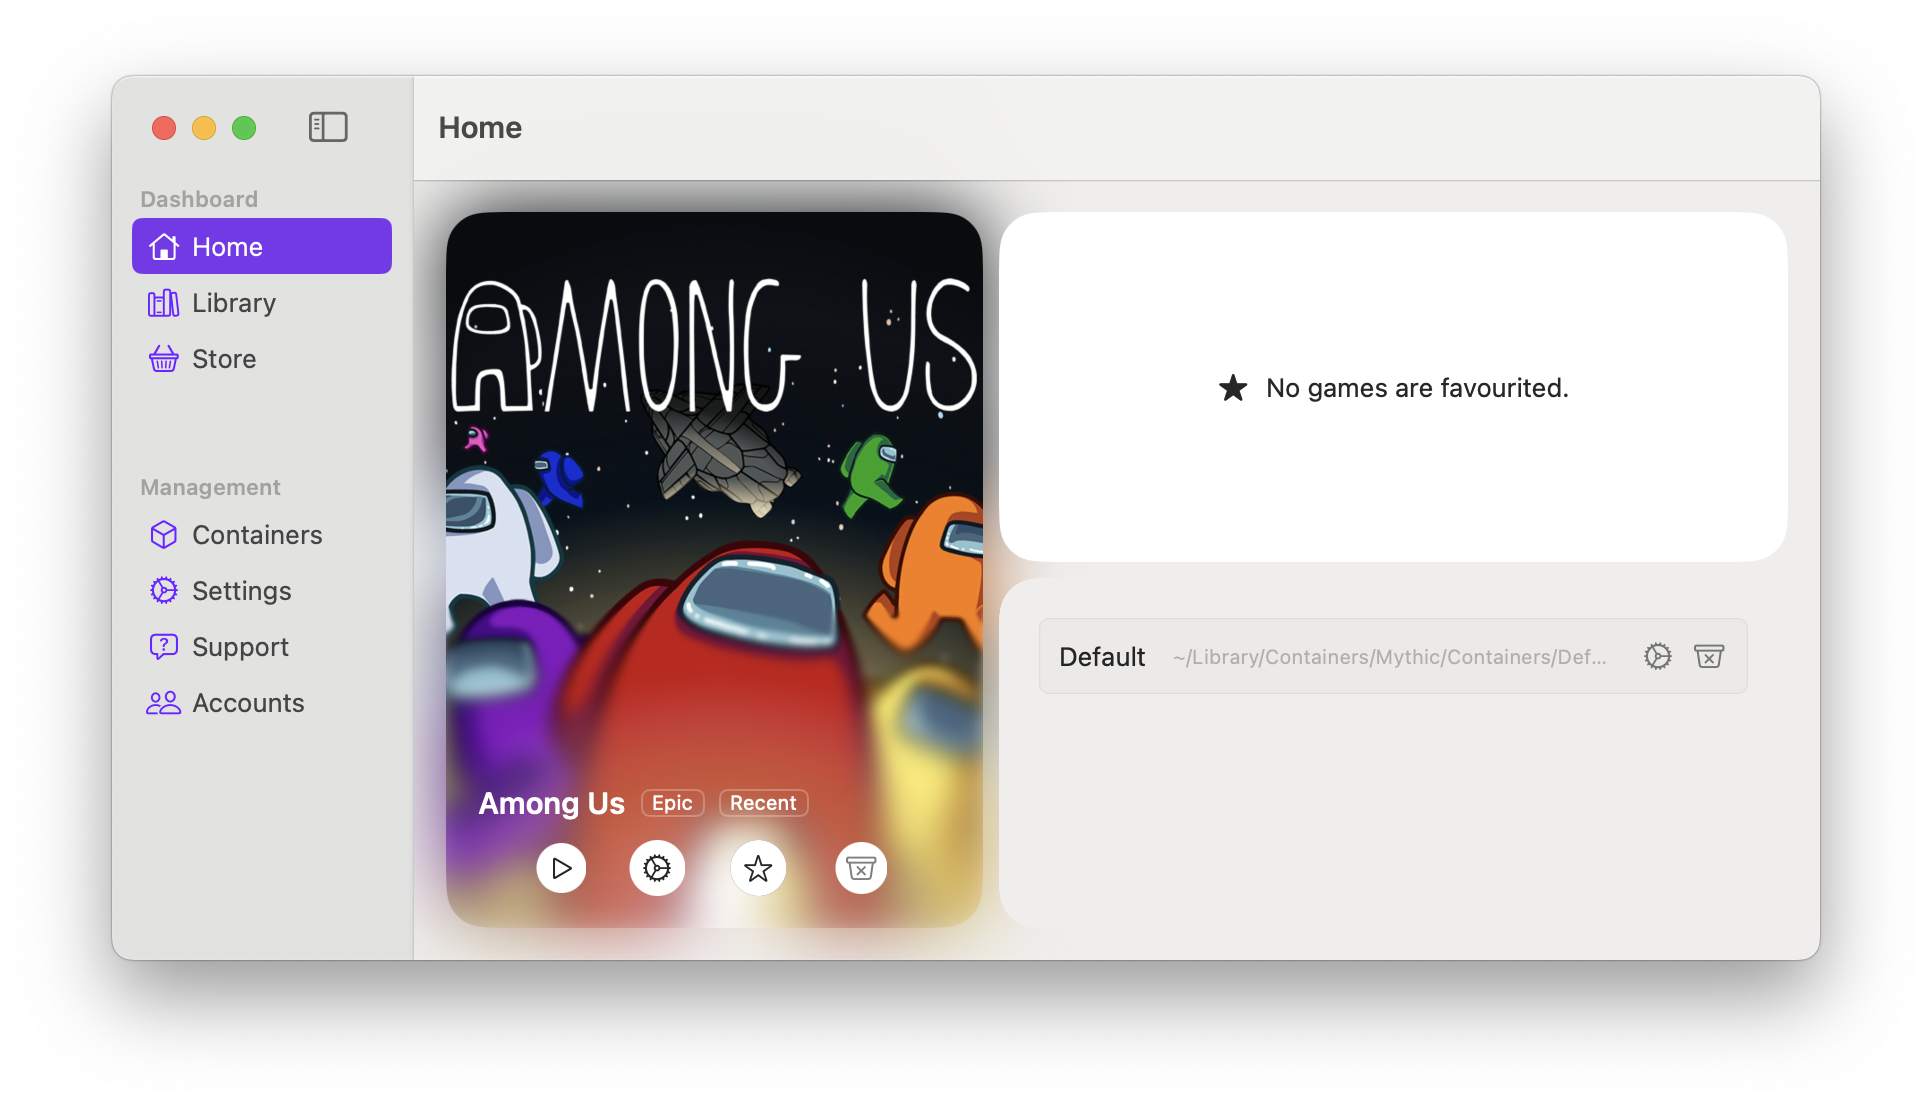 Home
Dashboard
Home
Library
Store
Management
Containers
Settings
Support
Accounts
AMONG US
Among Us Epic Recent
No games are favourited.
Default ~/Library/Containers/Mythic/Containers/Def...